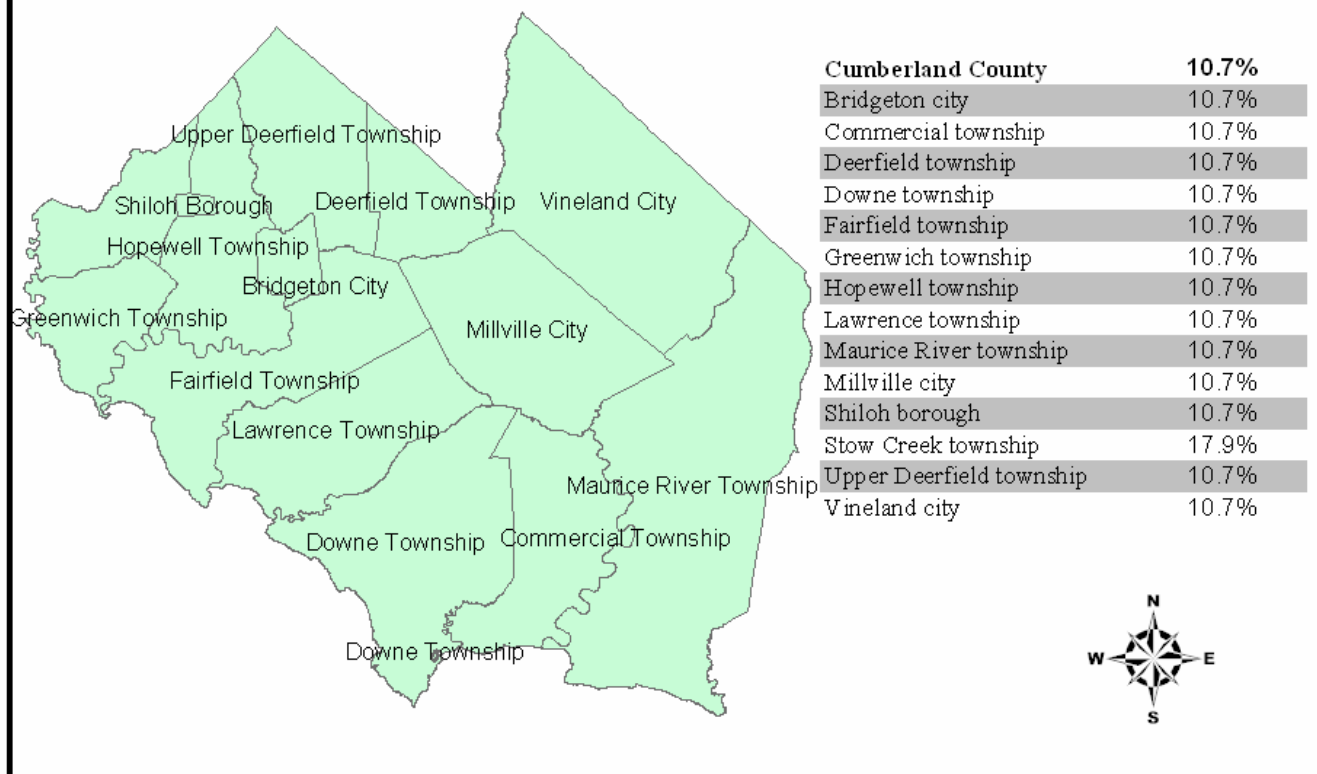 Upper Deerfield Township
Shiloh Borough
Deerfield Township
Vineland City
Hopewell Township
Bridgeton City
Greenwich Township
Millville City
Fairfield Township
Lawrence Township
Maurice River Township
Downe Township
Commercial Township
Downe Township
Cumberland County 10.7%
Bridgeton city 10.7%
Commercial township 10.7%
Deerfield township 10.7%
Downe township 10.7%
Fairfield township 10.7%
Greenwich township 10.7%
Hopewell township 10.7%
Lawrence township 10.7%
Maurice River township 10.7%
Millville city 10.7%
Shiloh borough 10.7%
Stow Creek township 17.9%
Upper Deerfield township 10.7%
Vineland city 10.7%
N
W E
S